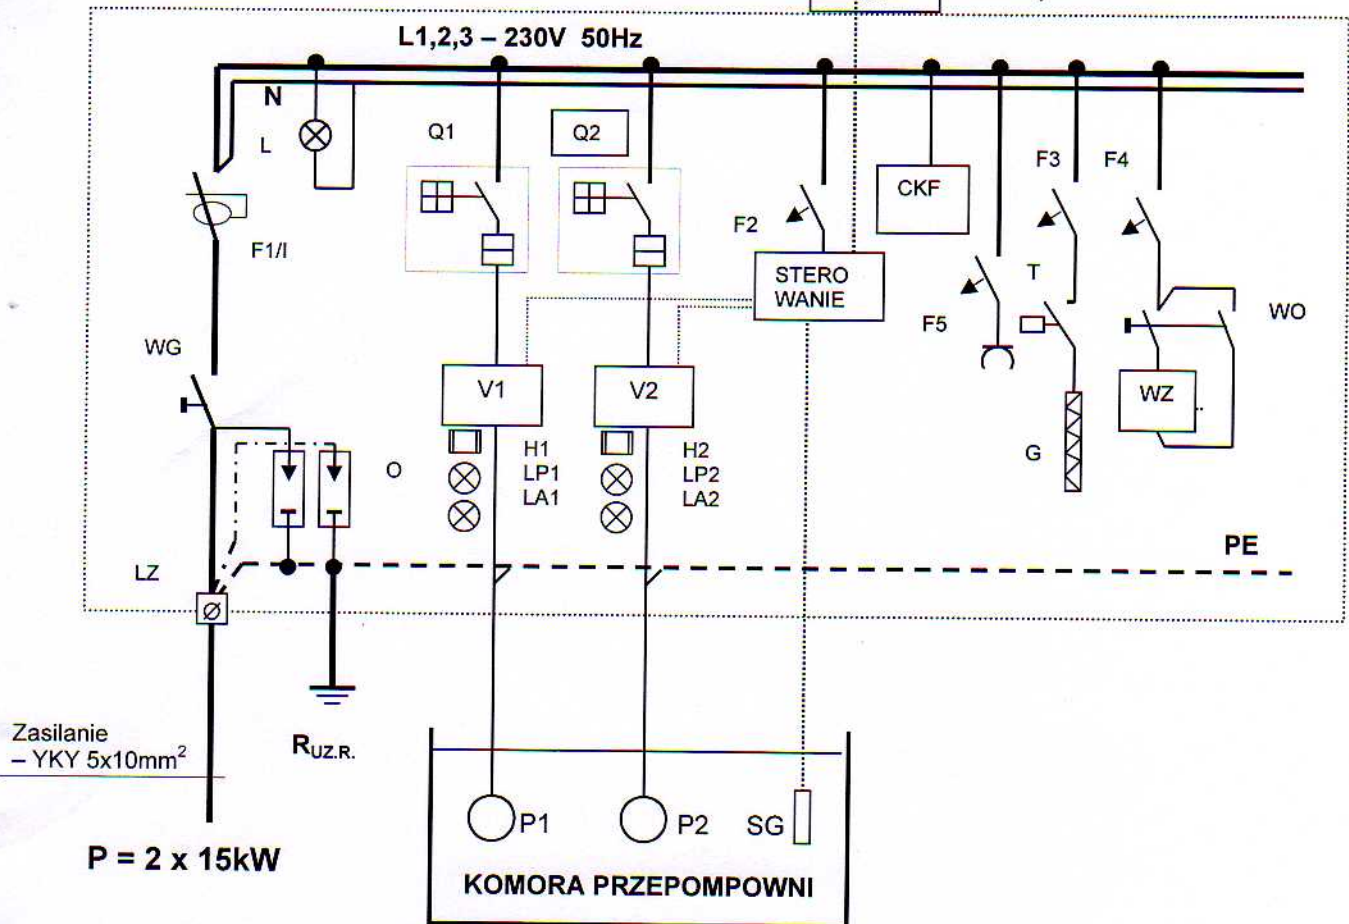 L1,2,3 – 230V 50Hz
N
L
Q1
Q2
F3
F4
CKF
F2
F1/I
STERO
WANIE
T
F5
WO
WG
V1
V2
WZ
O
H1
LP1
LA1
H2
LP2
LA2
G
PE
LZ
Zasilanie
– YKY 5x10mm²
RUZ.R.
P1
P2
SG
P = 2 x 15kW
KOMORA PRZEPOMPOWNI